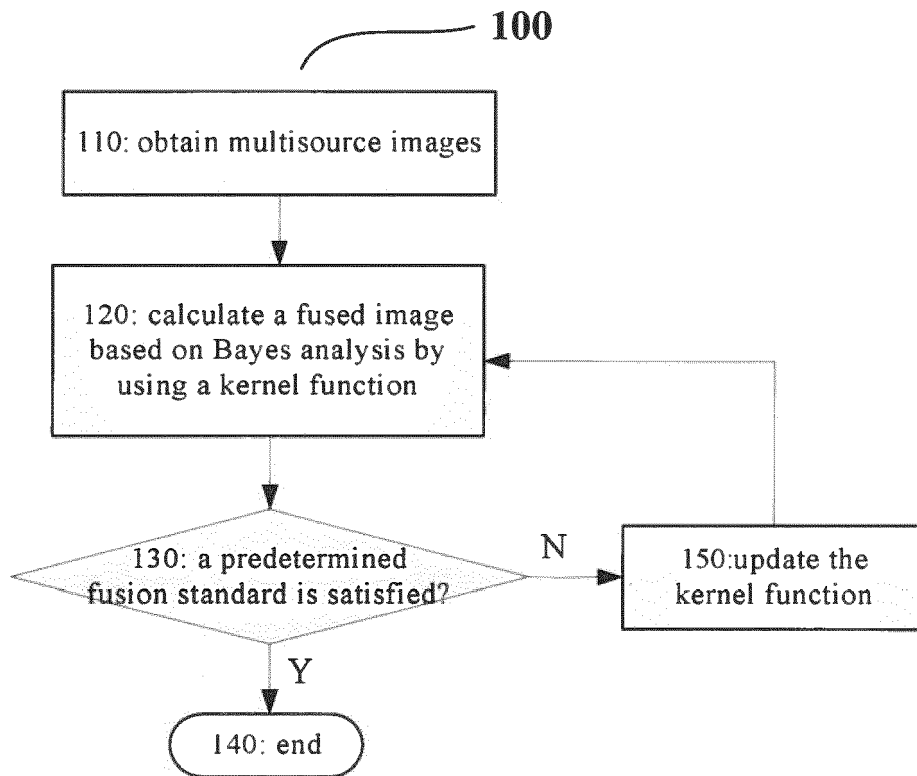 100
110: obtain multisource images
120: calculate a fused image
based on Bayes analysis by
using a kernel function
130: a predetermined
fusion standard is satisfied?
N
150:update the
kernel function
Y
140: end